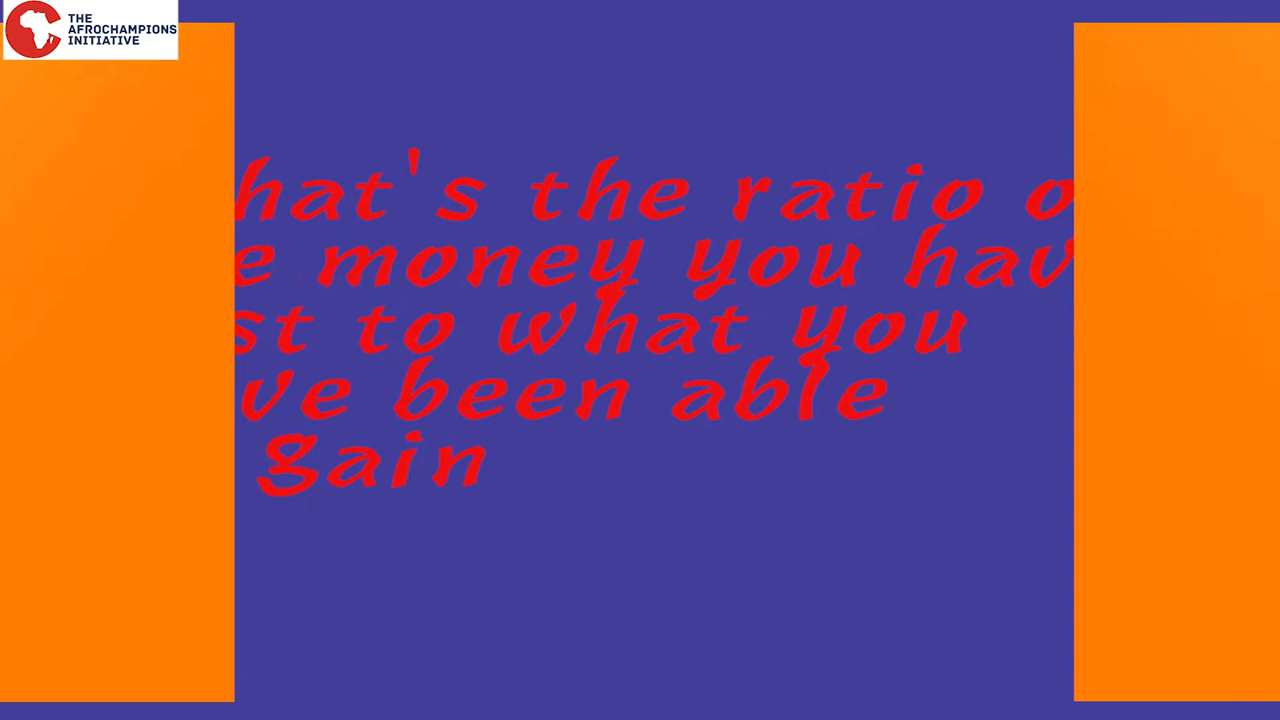 THE
AFROCHAMPIONS
INITIATIVE
hat's the ratio o
e money you hav
st to what you
ve been able
gain